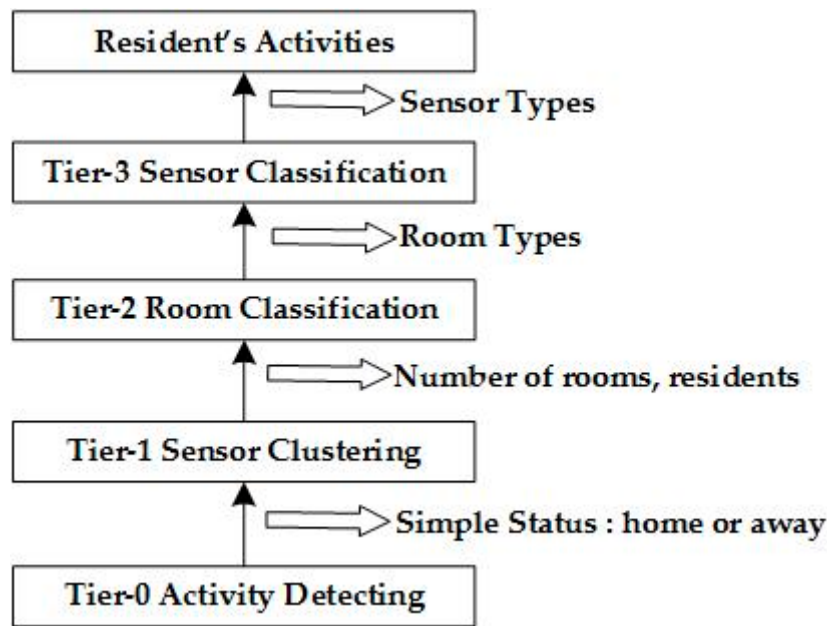 Resident's Activities
Sensor Types
Tier-3 Sensor Classification
Room Types
Tier-2 Room Classification
Number of rooms, residents
Tier-1 Sensor Clustering
Simple Status : home or away
Tier-0 Activity Detecting